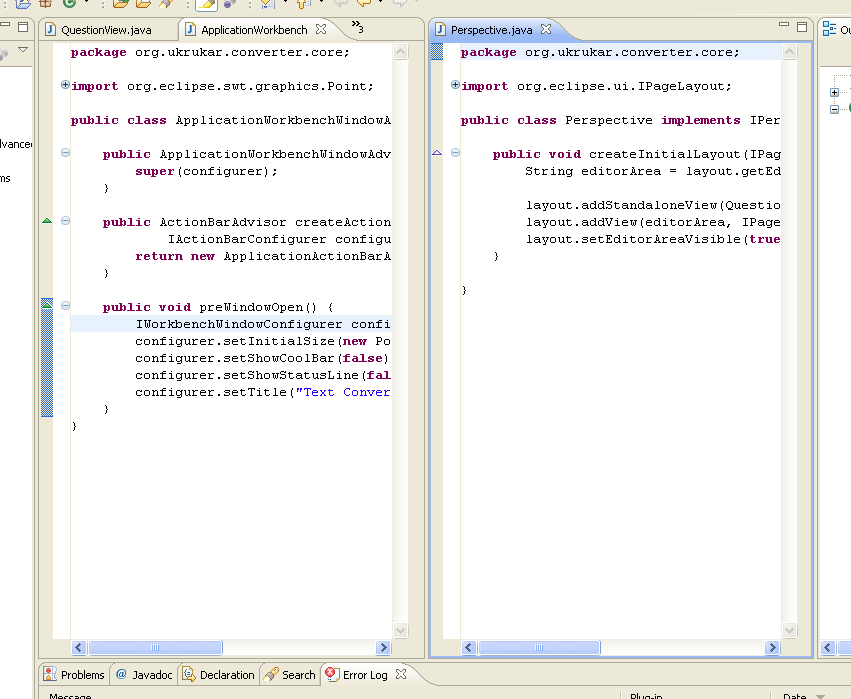 QuestionView.java
ApplicationWorkbench
3
package org.ukrukar.converter.core;
import org.eclipse.swt.graphics.Point;
public class ApplicationWorkbenchWindowA
public ApplicationWorkbenchWindowAdv
super(configurer);
}
public ActionBarAdvisor createAction
IActionBarConfigurer configu
return new ApplicationActionBarA
}
public void preWindowOpen() {
IWorkbenchWindowConfigurer confi
configurer.setInitialSize(new Po
configurer.setShowCoolBar(false)
configurer.setShowStatusLine(fal
configurer.setTitle("Text Conver
}
}
Perspective.java
package org.ukrukar.converter.core;
import org.eclipse.ui.IPageLayout;
public class Perspective implements IPer
public void createInitialLayout(IPag
String editorArea = layout.getEd
layout.addStandaloneView(Questio
layout.addView(editorArea, IPage
layout.setEditorAreaVisible(true
}
}
Ou
dvanced
ms
Problems
Javadoc
Declaration
Search
Error Log
Message
Plug-in
Date